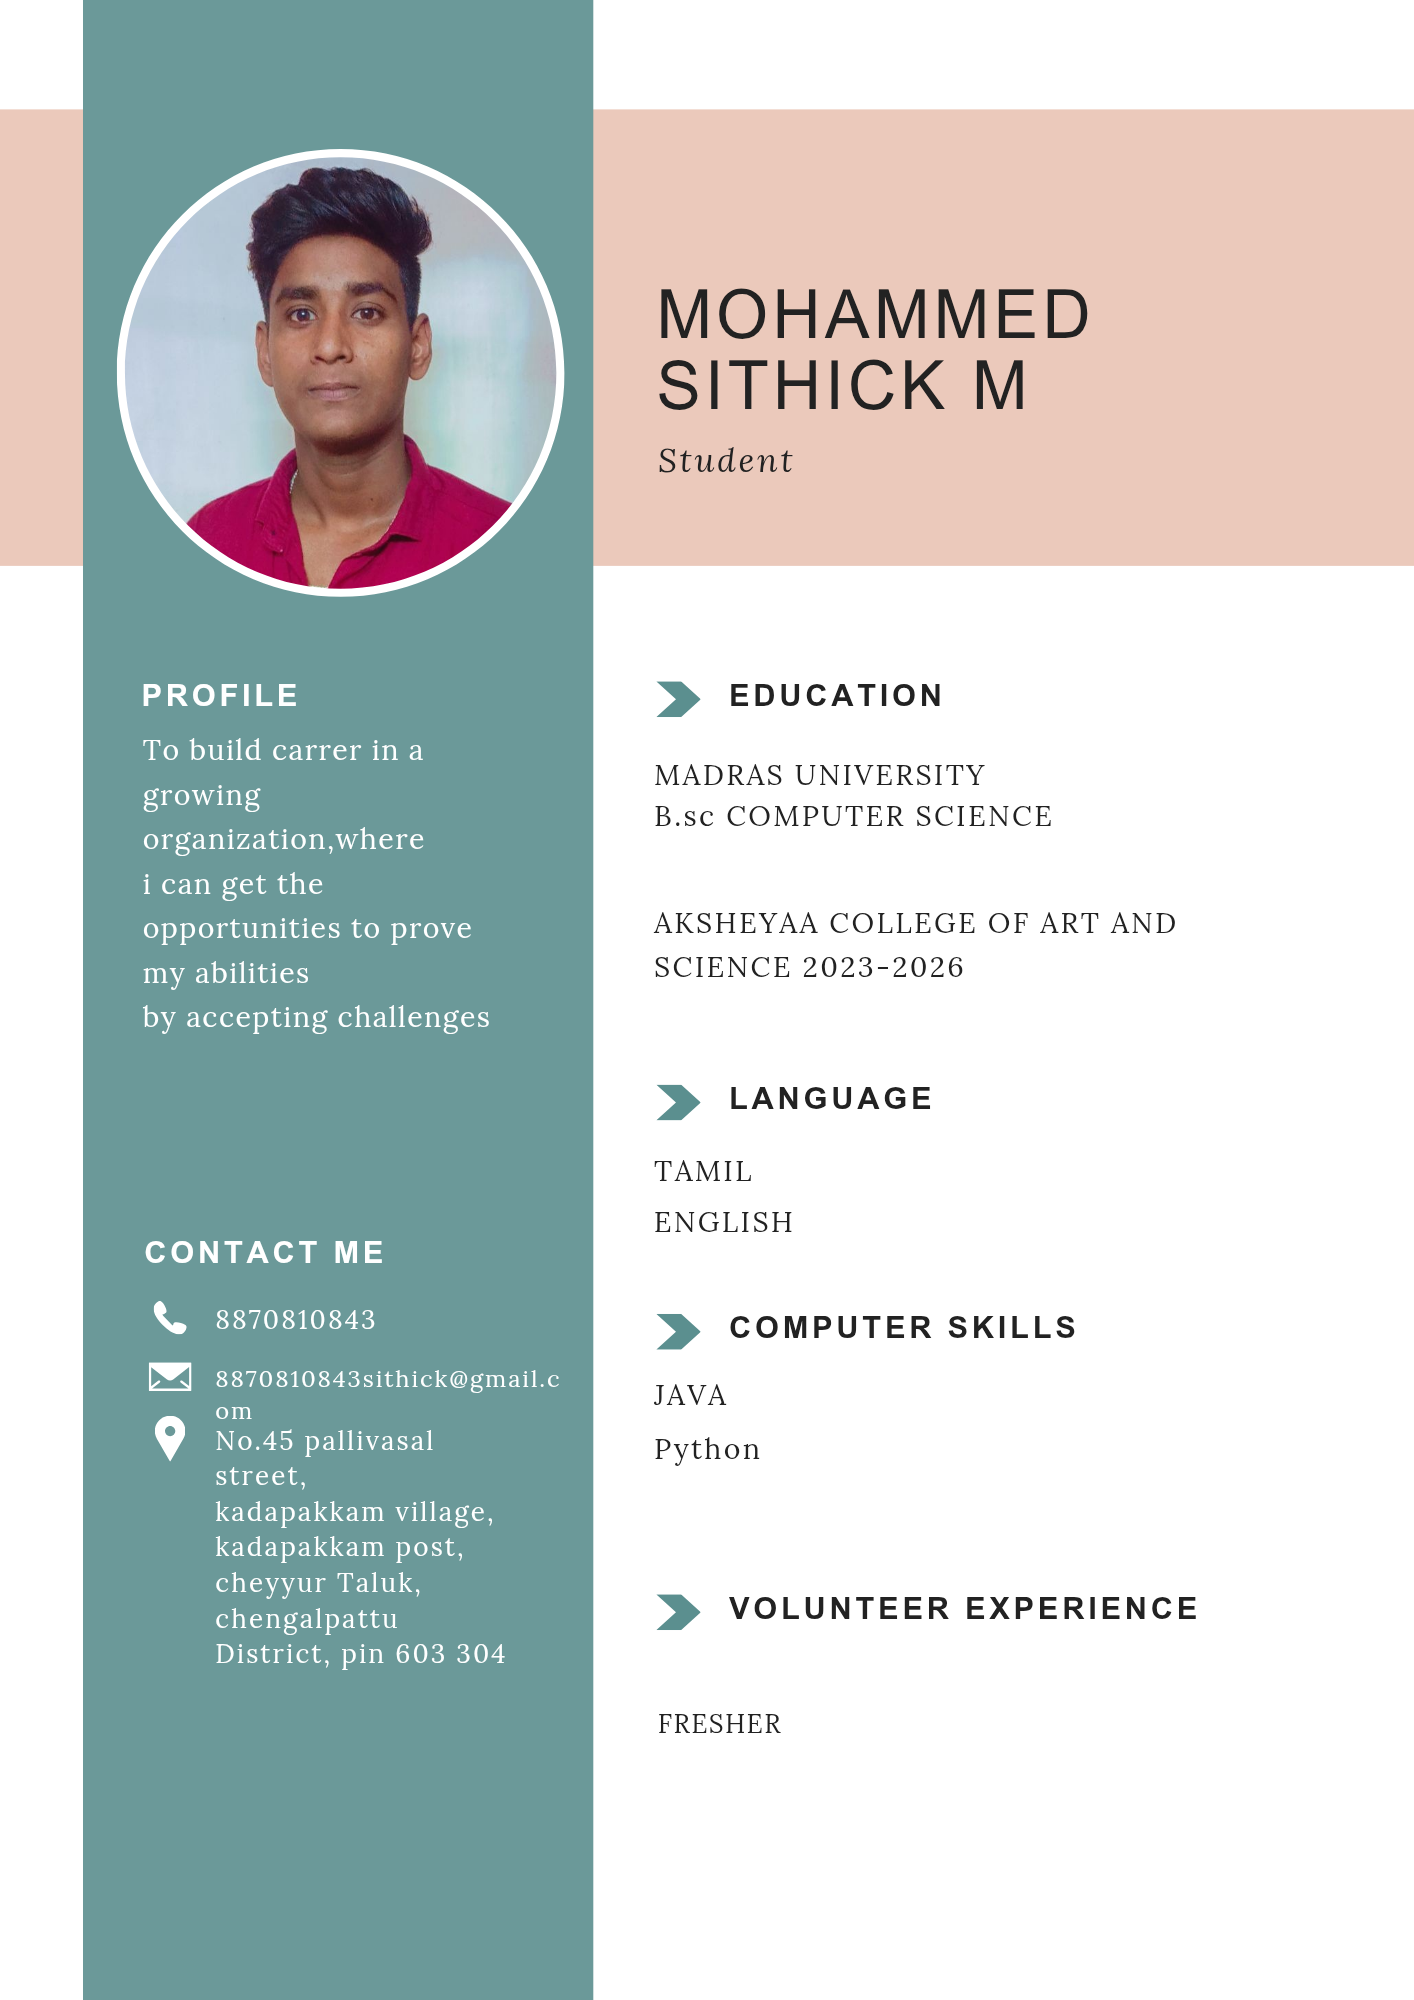 MOHAMMED
SITHICK M
Student
PROFILE
To build carrer in a
growing
organization,where
i can get the
opportunities to prove
my abilities
by accepting challenges
CONTACT ME
8870810843
8870810843sithick@gmail.c
om
No.45 pallivasal
street,
kadapakkam village,
kadapakkam post,
cheyyur Taluk,
chengalpattu
District, pin 603 304
EDUCATION
MADRAS UNIVERSITY
B.sc COMPUTER SCIENCE
AKSHEYAA COLLEGE OF ART AND
SCIENCE 2023-2026
LANGUAGE
TAMIL
ENGLISH
COMPUTER SKILLS
JAVA
Python
VOLUNTEER EXPERIENCE
FRESHER